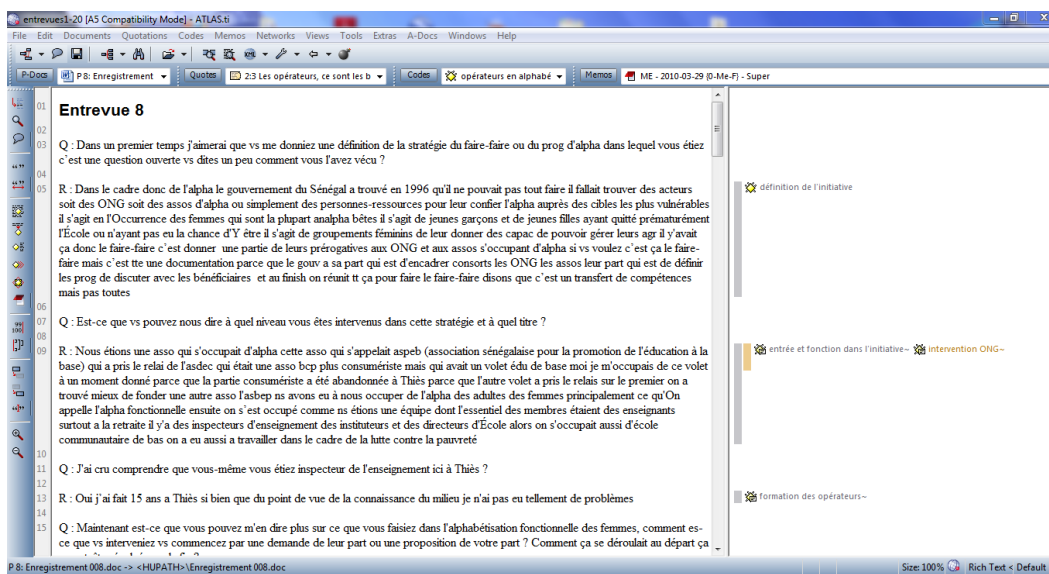 entrevues1-20 [A5 Compatibility Mode] - ATLAS.ti
File Edit Documents Quotations Codes Memos Networks Views Tools Extras A-Docs Windows Help
P-Docs P 8: Enregistrement Quotes 2:3 Les opérateurs, ce sont les b Codes opérateurs en alphabé Memos ME - 2010-03-29 (0-Me-F) - Super
01 Entrevue 8
02
03 Q : Dans un premier temps j'aimerai que vs me donniez une définition de la stratégie du faire-faire ou du prog d'alpha dans lequel vous étiez
c'est une question ouverte vs dites un peu comment vous l'avez vécu ?
04
05 R : Dans le cadre donc de l'alpha le gouvernement du Sénégal a trouvé en 1996 qu'il ne pouvait pas tout faire il fallait trouver des acteurs
soit des ONG soit des assos d'alpha ou simplement des personnes-ressources pour leur confier l'alpha auprès des cibles les plus vulnérables
il s'agit en l'Occurrence des femmes qui sont la plupart analpha bêtes il s'agit de jeunes garçons et de jeunes filles ayant quitté prématurément
l'École ou n'ayant pas eu la chance d'Y être il s'agit de groupements féminins de leur donner des capac de pouvoir gérer leurs agr il y'avait
ça donc le faire-faire c'est donner une partie de leurs prérogatives aux ONG et aux assos s'occupant d'alpha si vs voulez c'est ça le faire-
faire mais c'est tte une documentation parce que le gouv a sa part qui est d'encadrer consorts les ONG les assos leur part qui est de définir
les prog de discuter avec les bénéficiaires et au finish on réunit tt ça pour faire le faire-faire disons que c'est un transfert de compétences
mais pas toutes
définition de l'initiative
06
07 Q : Est-ce que vs pouvez nous dire à quel niveau vous êtes intervenus dans cette stratégie et à quel titre ?
08
09 R : Nous étions une asso qui s'occupait d'alpha cette asso qui s'appelait aspeb (association sénégalaise pour la promotion de l'éducation à la
base) qui a pris le relai de l'asdec qui était une asso bcp plus consumériste mais qui avait un volet édu de base moi je m'occupais de ce volet
à un moment donné parce que la partie consumériste a été abandonnée à Thiès parce que l'autre volet a pris le relais sur le premier on a
trouvé mieux de fonder une autre asso l'asbep ns avons eu à nous occuper de l'alpha des adultes des femmes principalement ce qu'On
appelle l'alpha fonctionnelle ensuite on s'est occupé comme ns étions une équipe dont l'essentiel des membres étaient des enseignants
surtout a la retraite il y'a des inspecteurs d'enseignement des instituteurs et des directeurs d'École alors on s'occupait aussi d'école
communautaire de bas on a eu aussi a travailler dans le cadre de la lutte contre la pauvreté
entrée et fonction dans l'initiative~ intervention ONG~
10
11 Q : J'ai cru comprendre que vous-même vous étiez inspecteur de l'enseignement ici à Thiès ?
12
13 R : Oui j'ai fait 15 ans a Thiès si bien que du point de vue de la connaissance du milieu je n'ai pas eu tellement de problèmes
formation des opérateurs~
14
15 Q : Maintenant est-ce que vous pouvez m'en dire plus sur ce que vous faisiez dans l'alphabétisation fonctionnelle des femmes, comment es-
ce que vs interveniez vs commencez par une demande de leur part ou une proposition de votre part ? Comment ça se déroulait au départ ça
P 8: Enregistrement 008.doc -> <HUPATH>\Enregistrement 008.doc Size: 100% Rich Text < Default